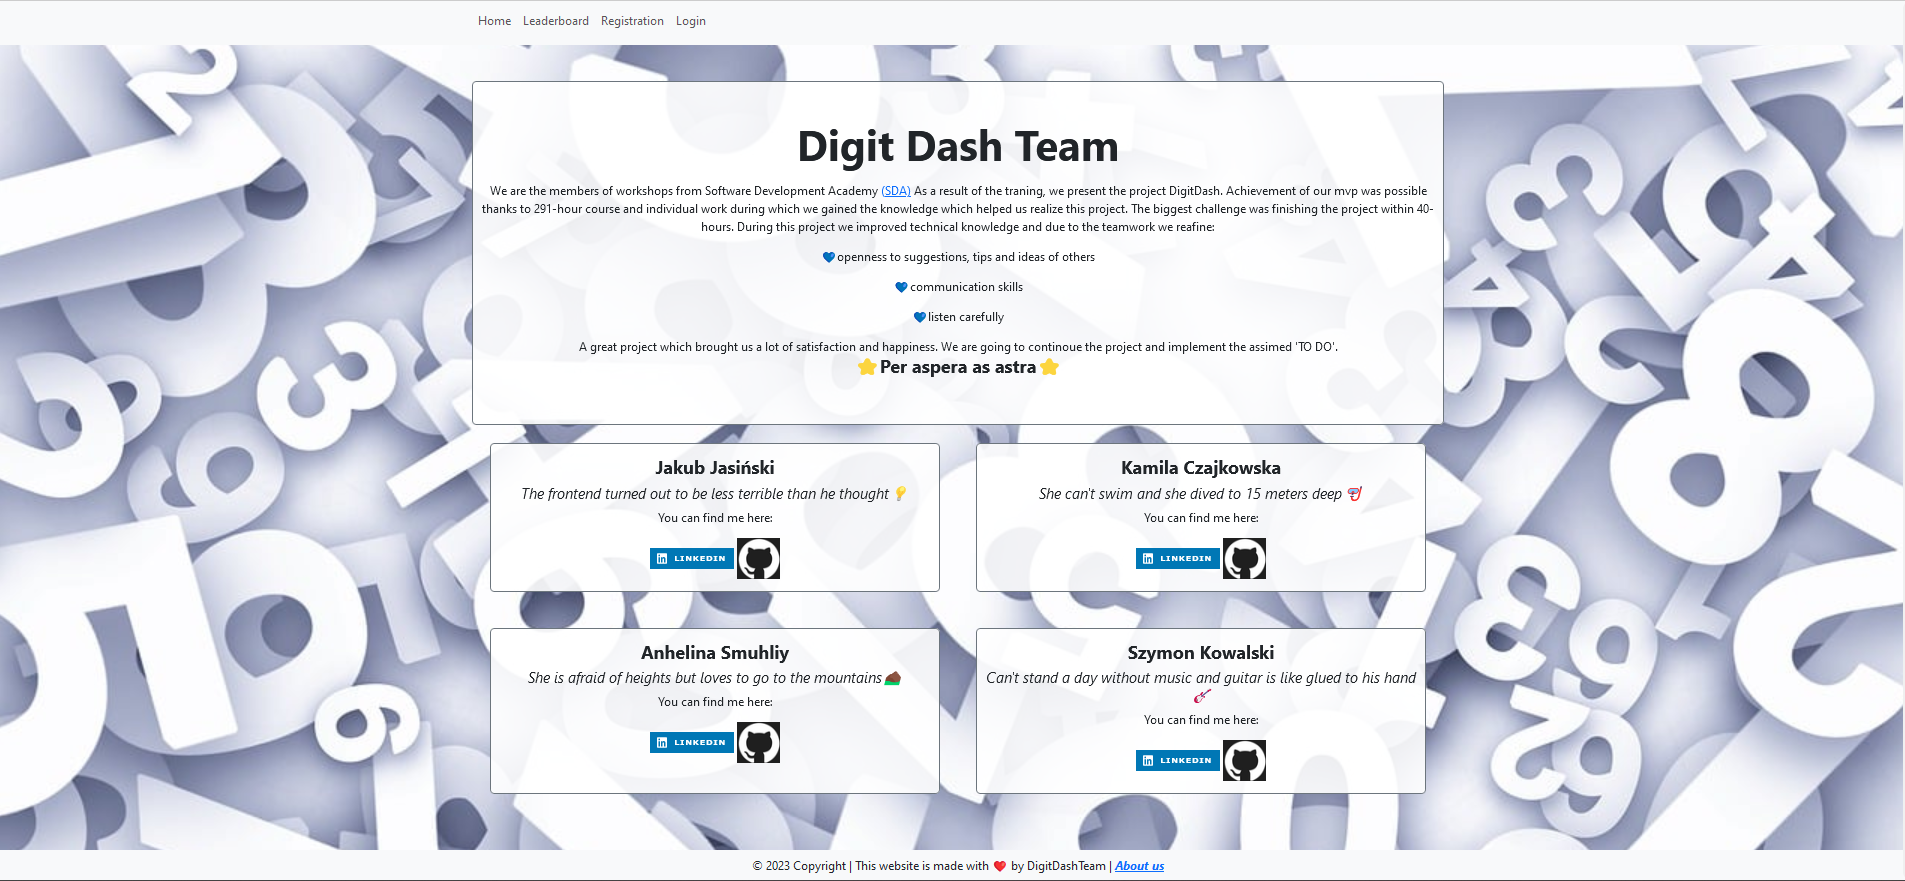 Home Leaderboard Registration Login
Digit Dash Team
We are the members of workshops from Software Development Academy (SDA) As a result of the traning, we present the project DigitDash. Achievement of our mvp was possible
thanks to 291-hour course and individual work during which we gained the knowledge which helped us realize this project. The biggest challenge was finishing the project within 40-
hours. During this project we improved technical knowledge and due to the teamwork we reafine:
💙openness to suggestions, tips and ideas of others
💙communication skills
💙listen carefully
A great project which brought us a lot of satisfaction and happiness. We are going to continoue the project and implement the assimed 'TO DO'.
⭐Per aspera as astra⭐
Jakub Jasiński
The frontend turned out to be less terrible than he thought 💡
You can find me here:
LINKEDIN
Kamila Czajkowska
She can't swim and she dived to 15 meters deep 🤿
You can find me here:
LINKEDIN
Anhelina Smuhliy
She is afraid of heights but loves to go to the mountains⛰️
You can find me here:
LINKEDIN
Szymon Kowalski
Can't stand a day without music and guitar is like glued to his hand
🎸
You can find me here:
LINKEDIN
© 2023 Copyright | This website is made with ❤️ by DigitDashTeam | About us